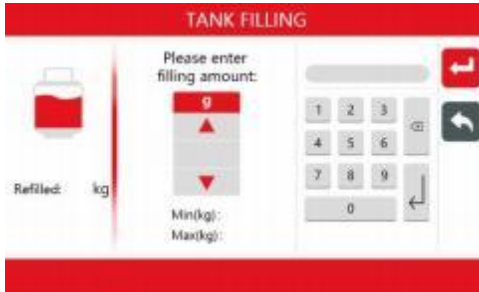 TANK FILLING
Please enter
filling amount:
g
Refilled: kg
Min(kg):
Max(kg):
1 2 3
4 5 6
7 8 9
0